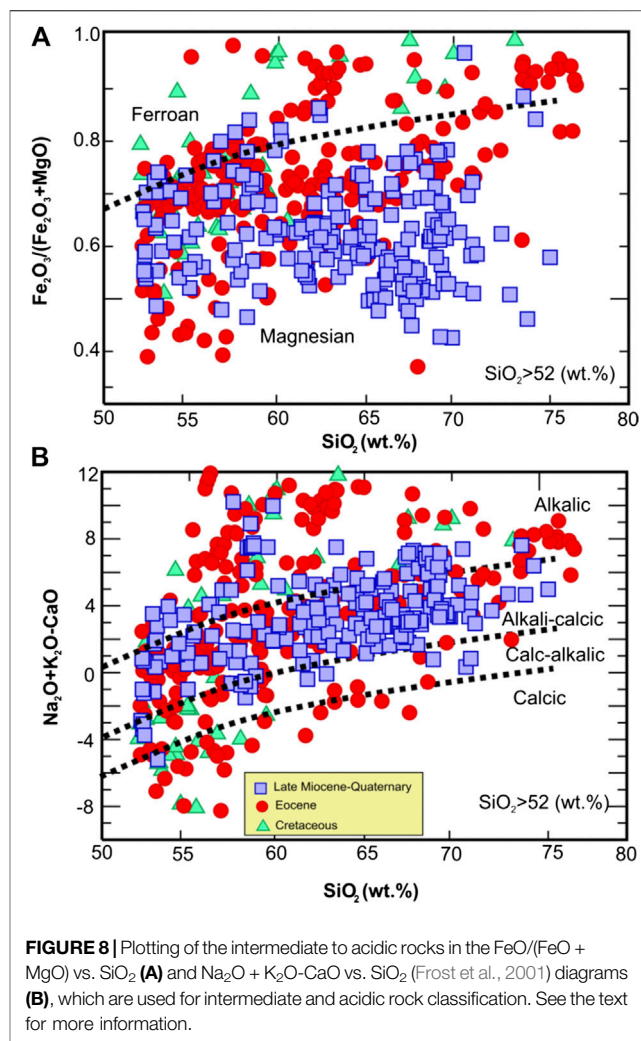 A
1.0
0.8
0.6
0.4
Fe₂O₃/(Fe₂O₃+MgO)
Ferroan
Magnesian
SiO₂>52 (wt.%)
50 55 60 65 70 75 80
SiO₂(wt.%)
B
12
8
4
0
-4
-8
Na₂O+K₂O-CaO
Alkalic
Alkali-calcic
Calc-alkalic
Calcic
Late Miocene-Quaternary
Eocene
Cretaceous
SiO₂>52 (wt.%)
50 55 60 65 70 75 80
SiO₂(wt.%)
FIGURE 8 | Plotting of the intermediate to acidic rocks in the FeO/(FeO +
MgO) vs. SiO₂ (A) and Na₂O + K₂O-CaO vs. SiO₂ (Frost et al., 2001) diagrams
(B), which are used for intermediate and acidic rock classification. See the text
for more information.